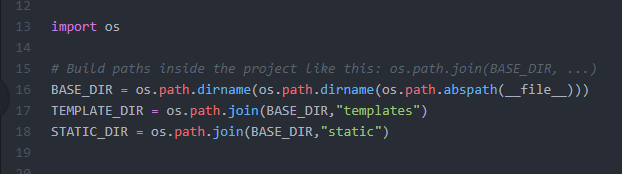 12
13 import os
14
15 # Build paths inside the project like this: os.path.join(BASE_DIR, ...)
16 BASE_DIR = os.path.dirname(os.path.dirname(os.path.abspath(__file__)))
17 TEMPLATE_DIR = os.path.join(BASE_DIR,"templates")
18 STATIC_DIR = os.path.join(BASE_DIR,"static")
19
20